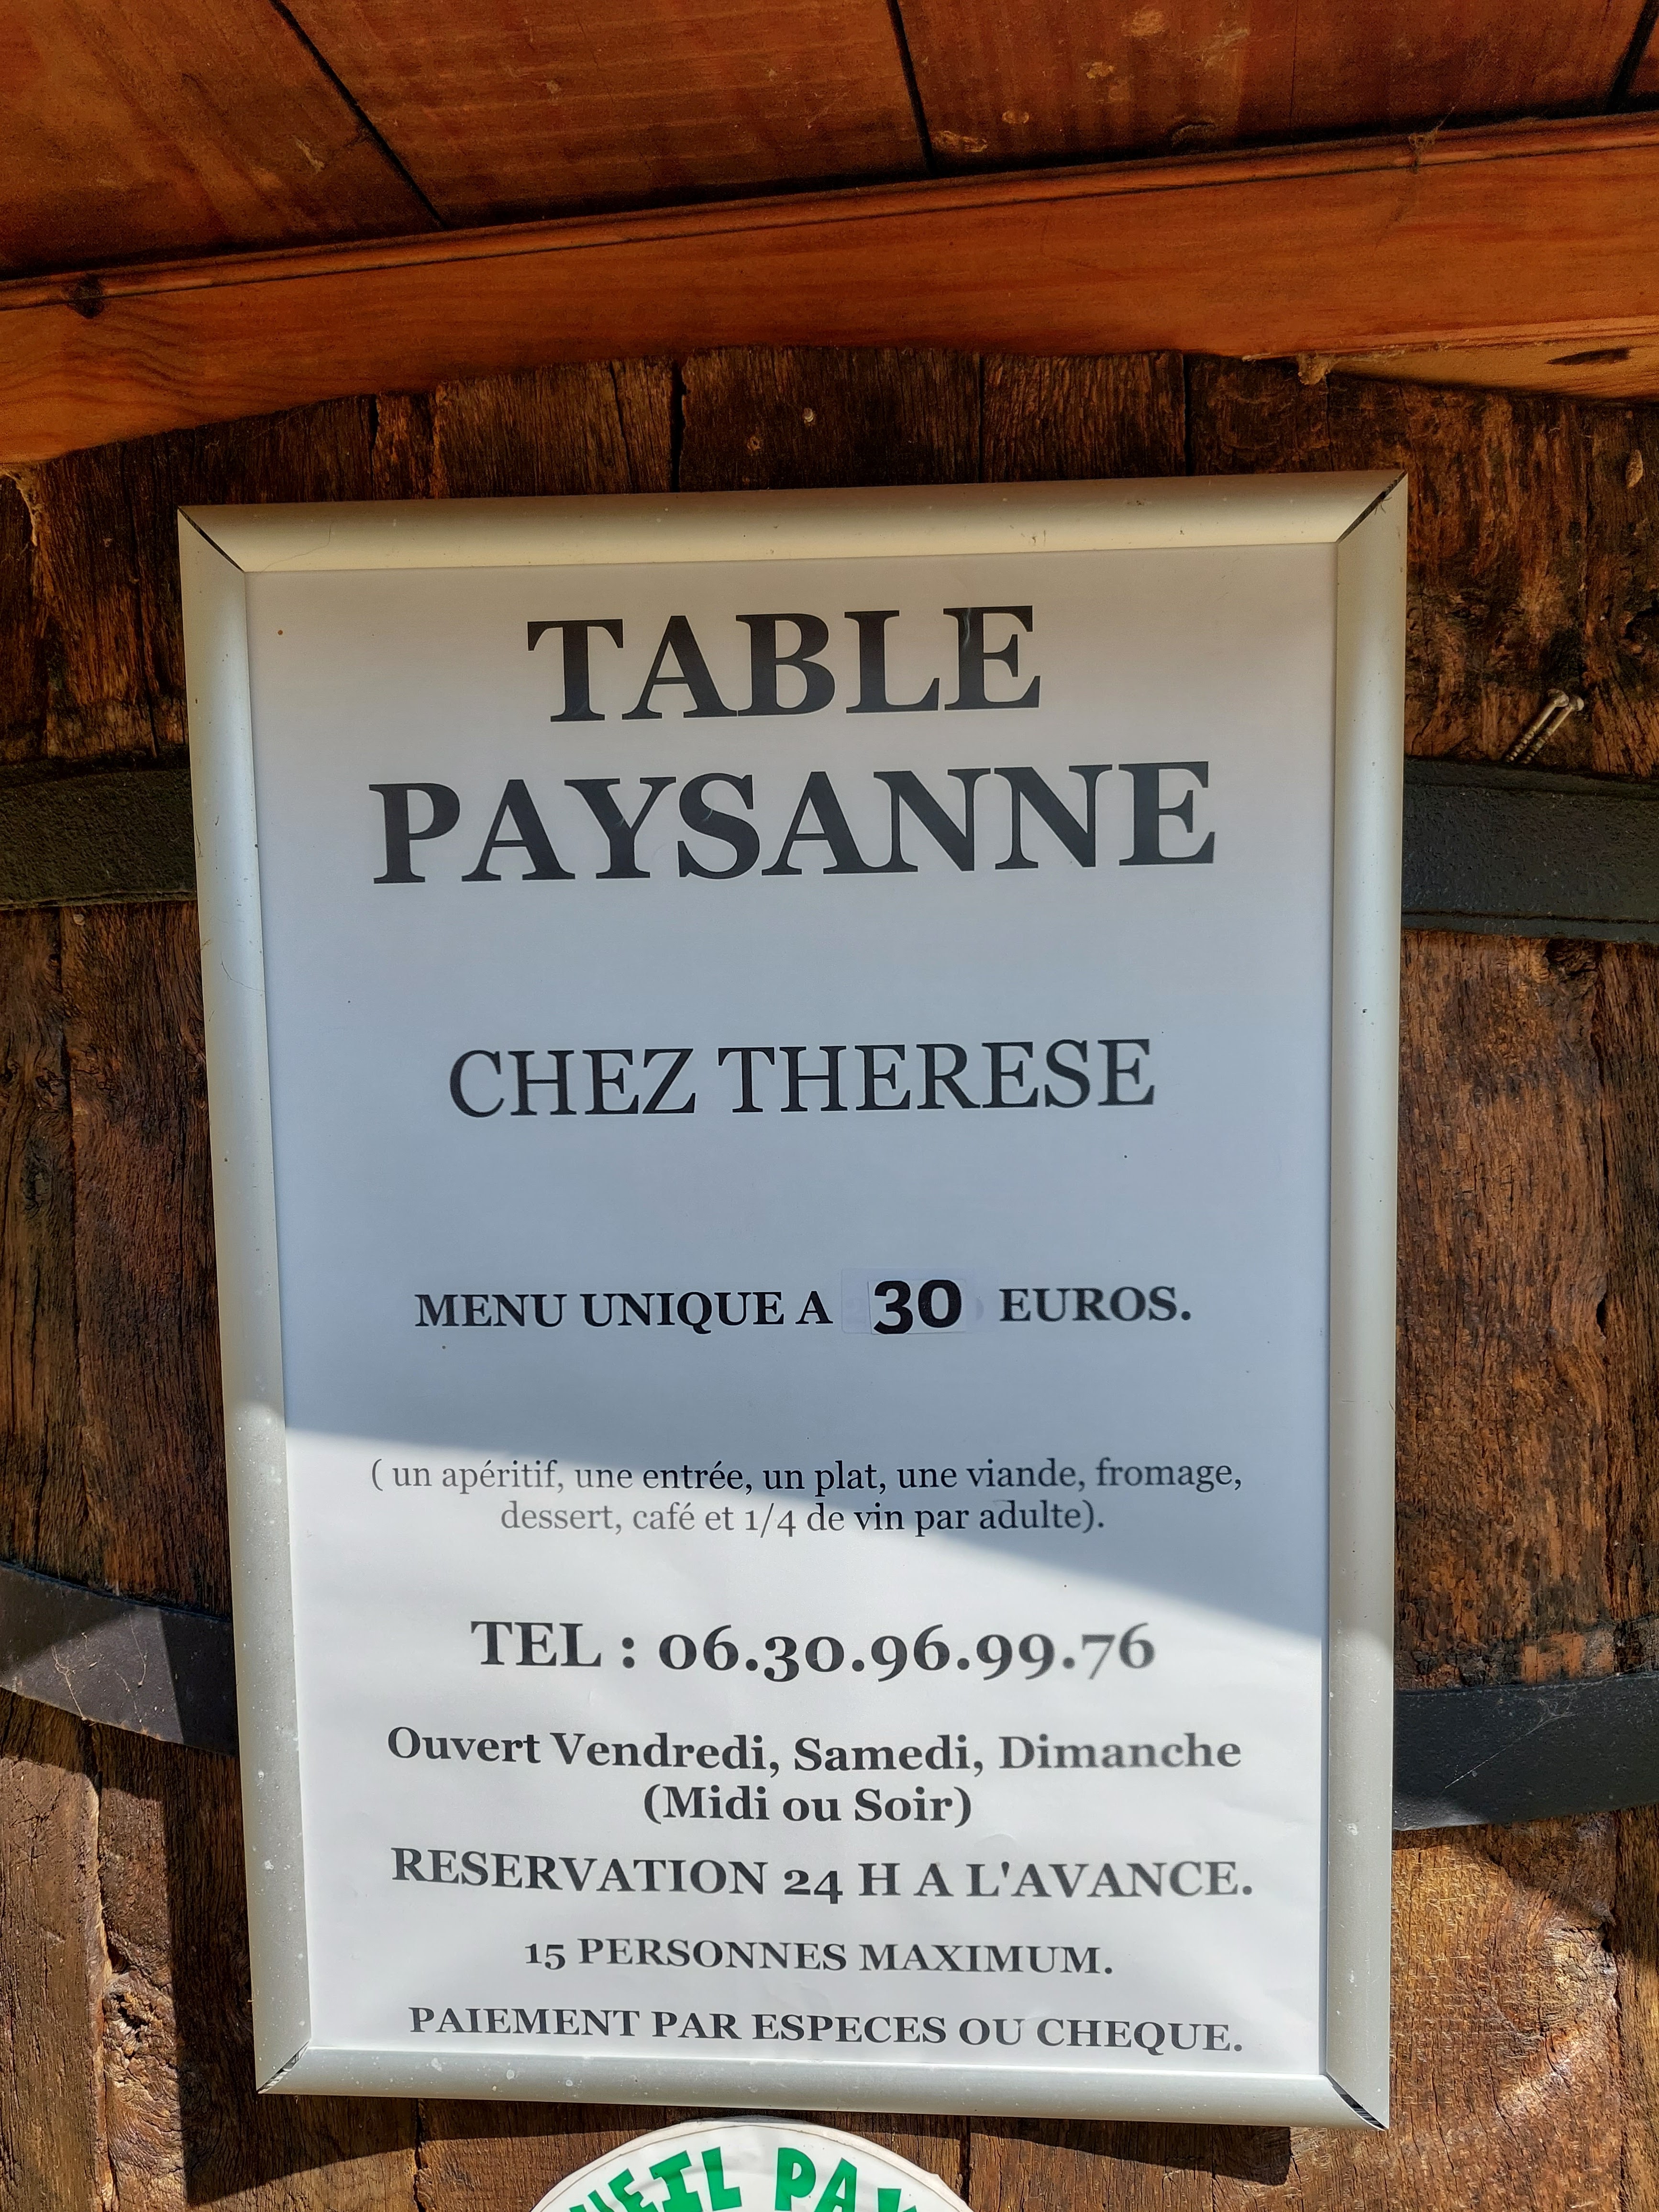 TABLE
PAYSANNE
CHEZ THERESE
MENU UNIQUE A 30 EUROS.
( un apéritif, une entrée, un plat, une viande, fromage,
dessert, café et 1/4 de vin par adulte).
TEL : 06.30.96.99.76
Ouvert Vendredi, Samedi, Dimanche
(Midi ou Soir)
RESERVATION 24 H A L'AVANCE.
15 PERSONNES MAXIMUM.
PAIEMENT PAR ESPECES OU CHEQUE.